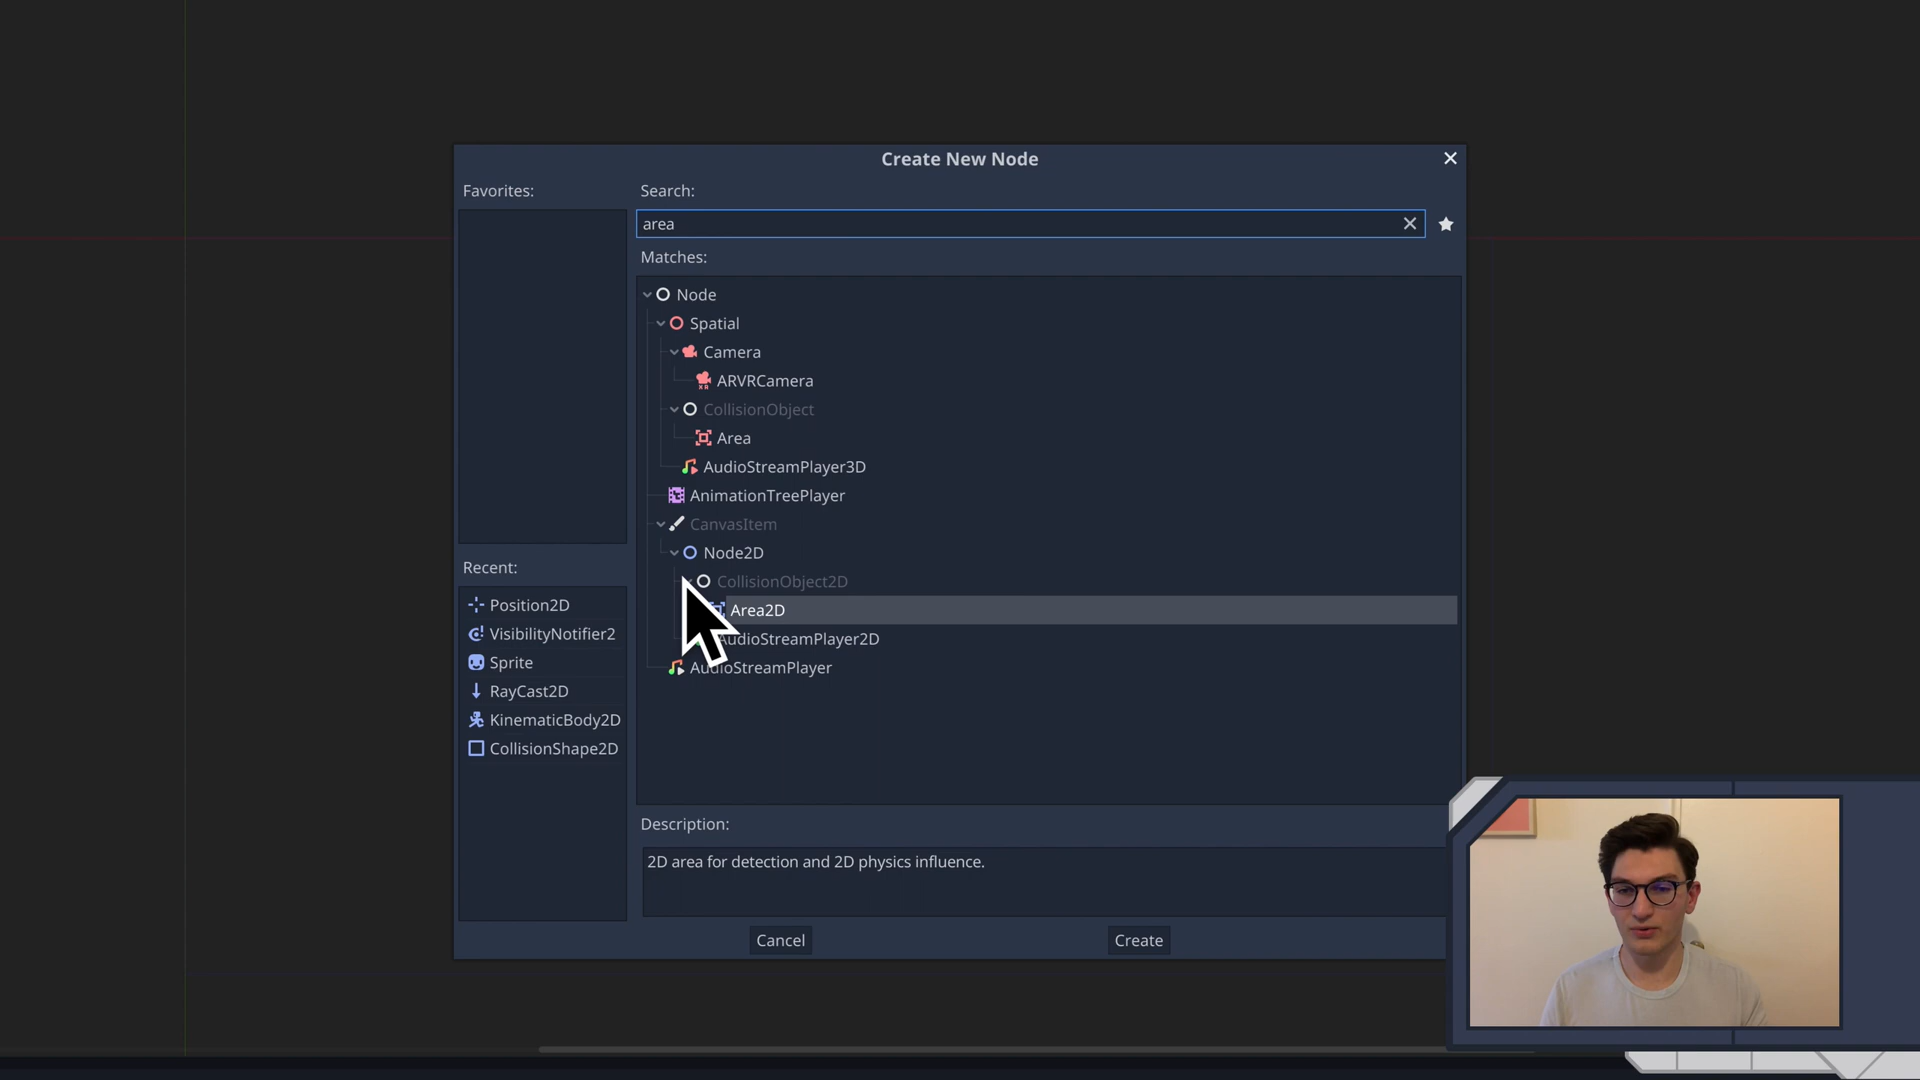 Create New Node
Favorites:
Search:
area
Matches:
Node
Spatial
Camera
ARVRCamera
CollisionObject
Area
AudioStreamPlayer3D
AnimationTreePlayer
CanvasItem
Node2D
CollisionObject2D
Area2D
AudioStreamPlayer2D
AudioStreamPlayer
Recent:
Position2D
VisibilityNotifier2
Sprite
RayCast2D
KinematicBody2D
CollisionShape2D
Description:
2D area for detection and 2D physics influence.
Cancel
Create